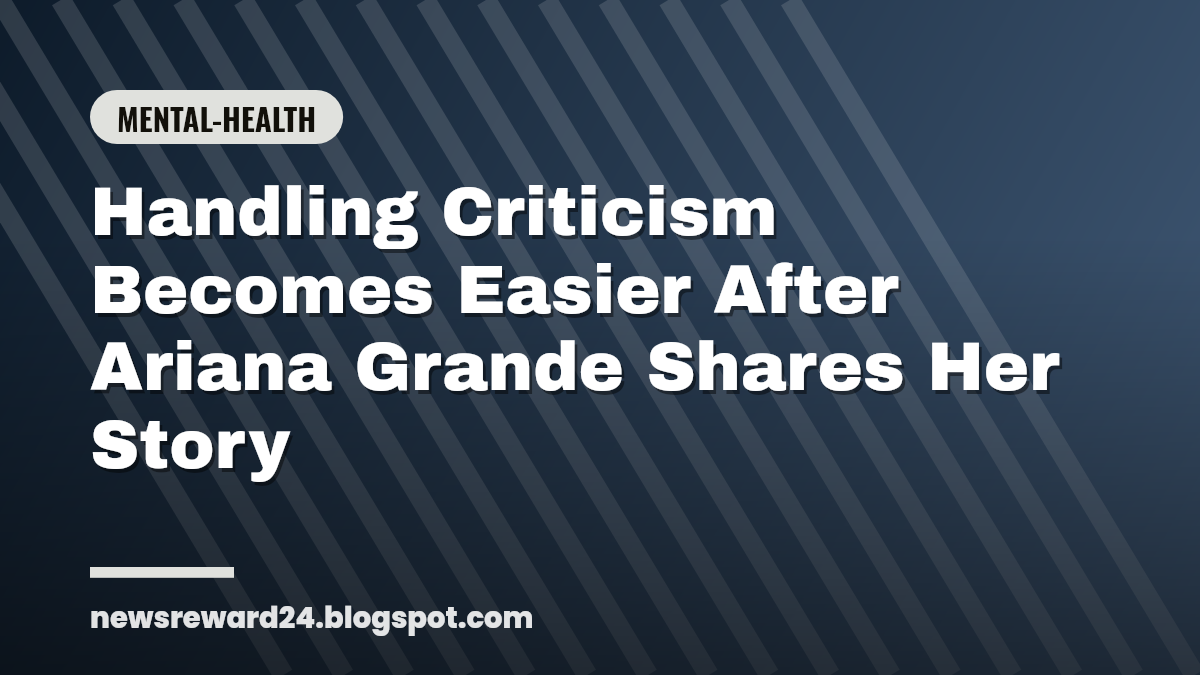 MENTAL-HEALTH
Handling Criticism
Becomes Easier After
Ariana Grande Shares Her
Story
newsreward24.blogspot.com